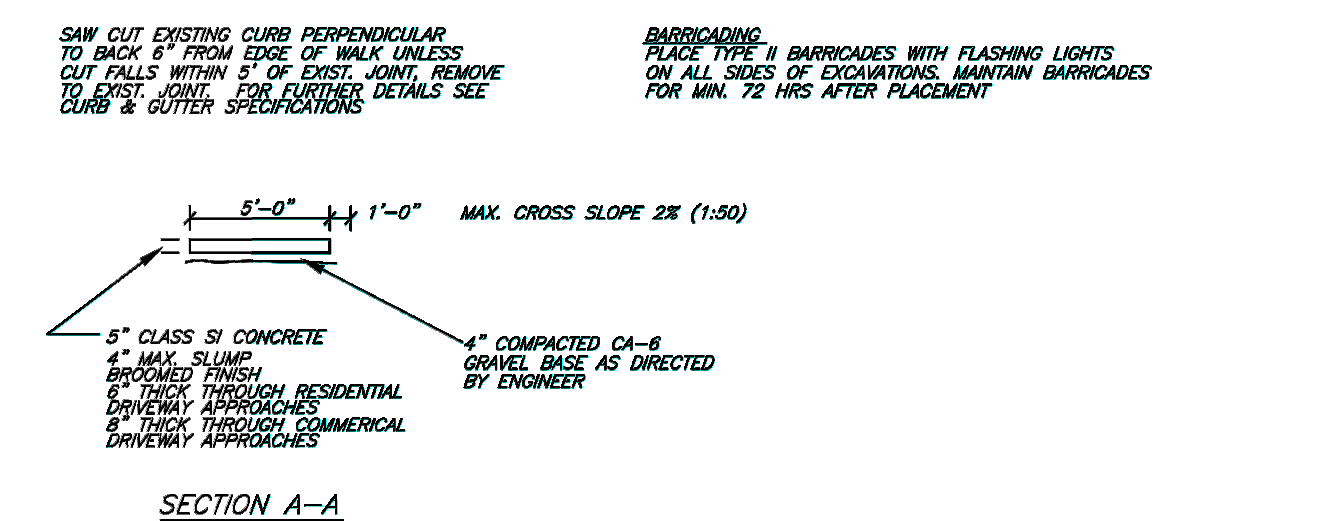 SAW CUT EXISTING CURB PERPENDICULAR
TO BACK 6" FROM EDGE OF WALK UNLESS
CUT FALLS WITHIN 5' OF EXIST. JOINT, REMOVE
TO EXIST. JOINT. FOR FURTHER DETAILS SEE
CURB & GUTTER SPECIFICATIONS
BARRICADING
PLACE TYPE II BARRICADES WITH FLASHING LIGHTS
ON ALL SIDES OF EXCAVATIONS. MAINTAIN BARRICADES
FOR MIN. 72 HRS AFTER PLACEMENT
5'-0"
1'-0"
MAX. CROSS SLOPE 2% (1:50)
5" CLASS SI CONCRETE
4" MAX. SLUMP
BROOMED FINISH
6" THICK THROUGH RESIDENTIAL
DRIVEWAY APPROACHES
8" THICK THROUGH COMMERICAL
DRIVEWAY APPROACHES
4" COMPACTED CA-6
GRAVEL BASE AS DIRECTED
BY ENGINEER
SECTION A-A